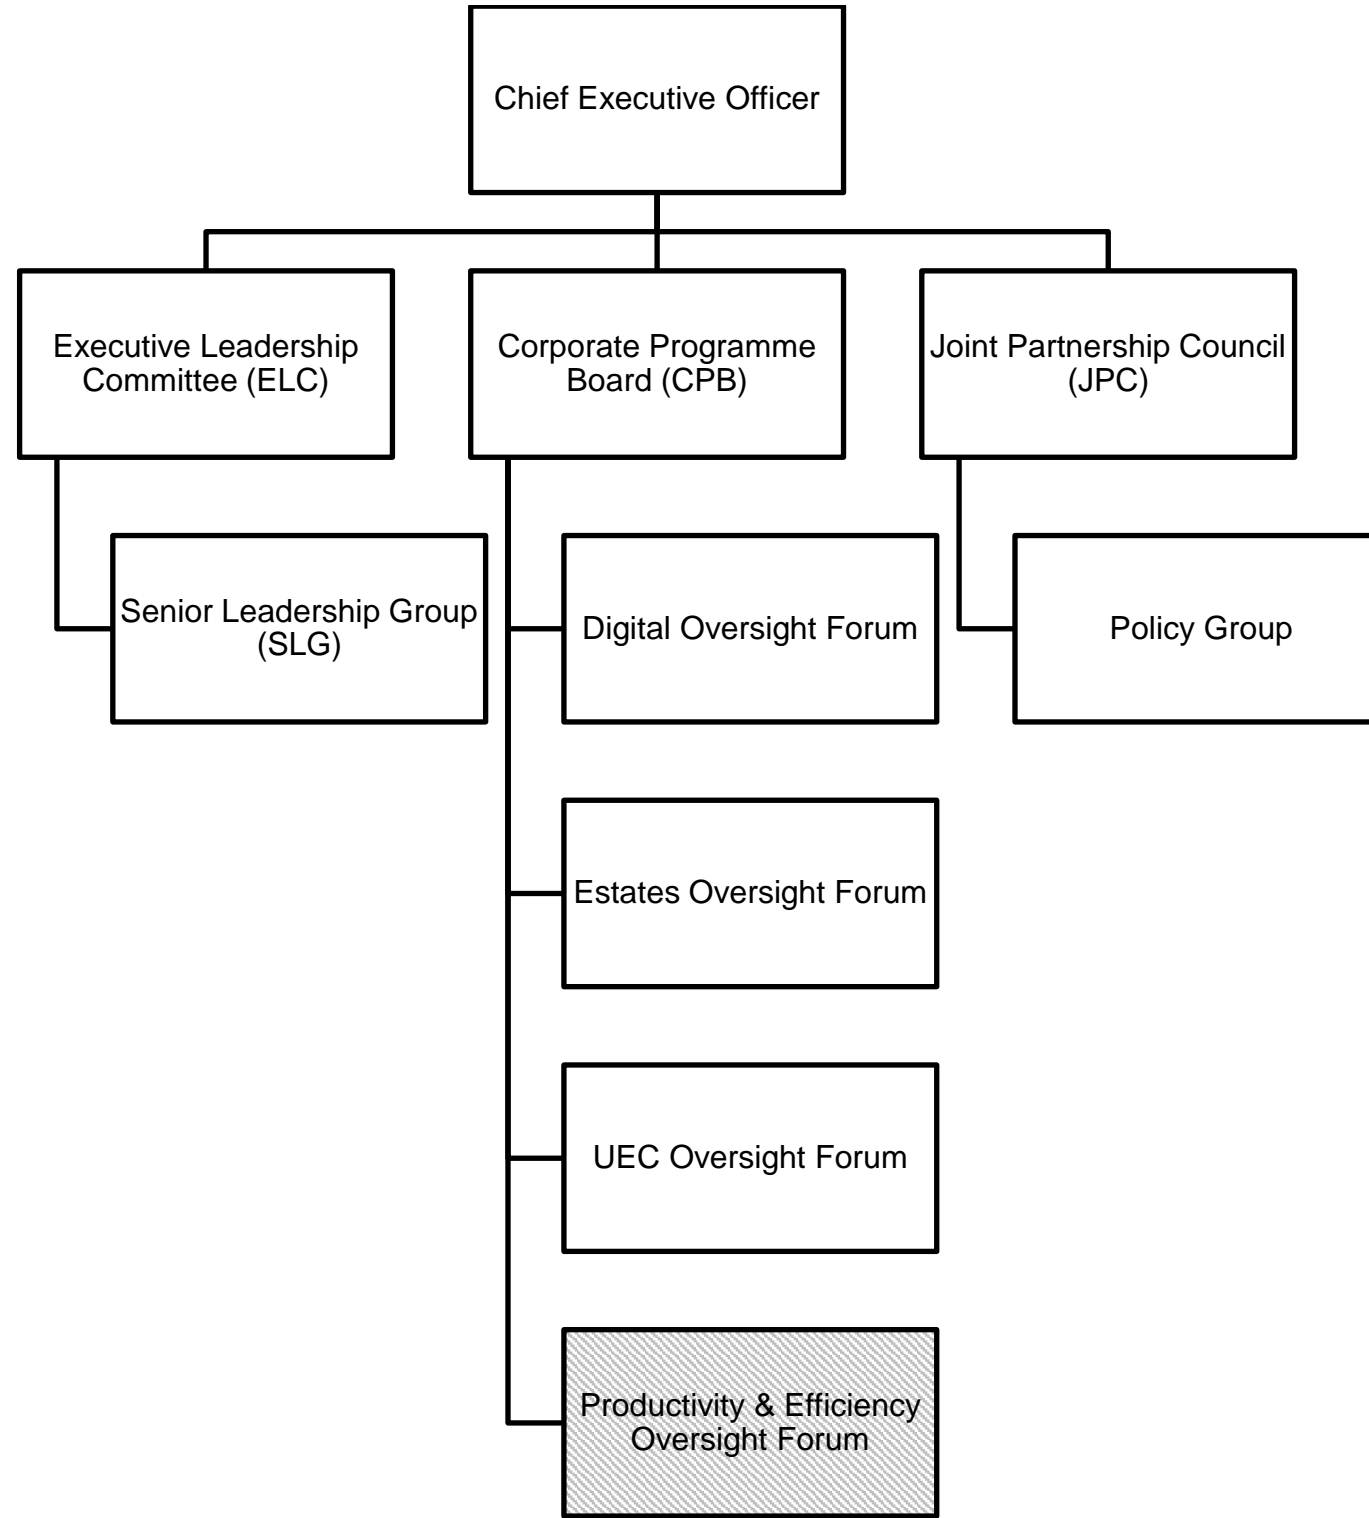 Chief Executive Officer
Executive Leadership
Committee (ELC)
Corporate Programme
Board (CPB)
Joint Partnership Council
(JPC)
Senior Leadership Group
(SLG)
Digital Oversight Forum
Policy Group
Estates Oversight Forum
UEC Oversight Forum
Productivity & Efficiency
Oversight Forum